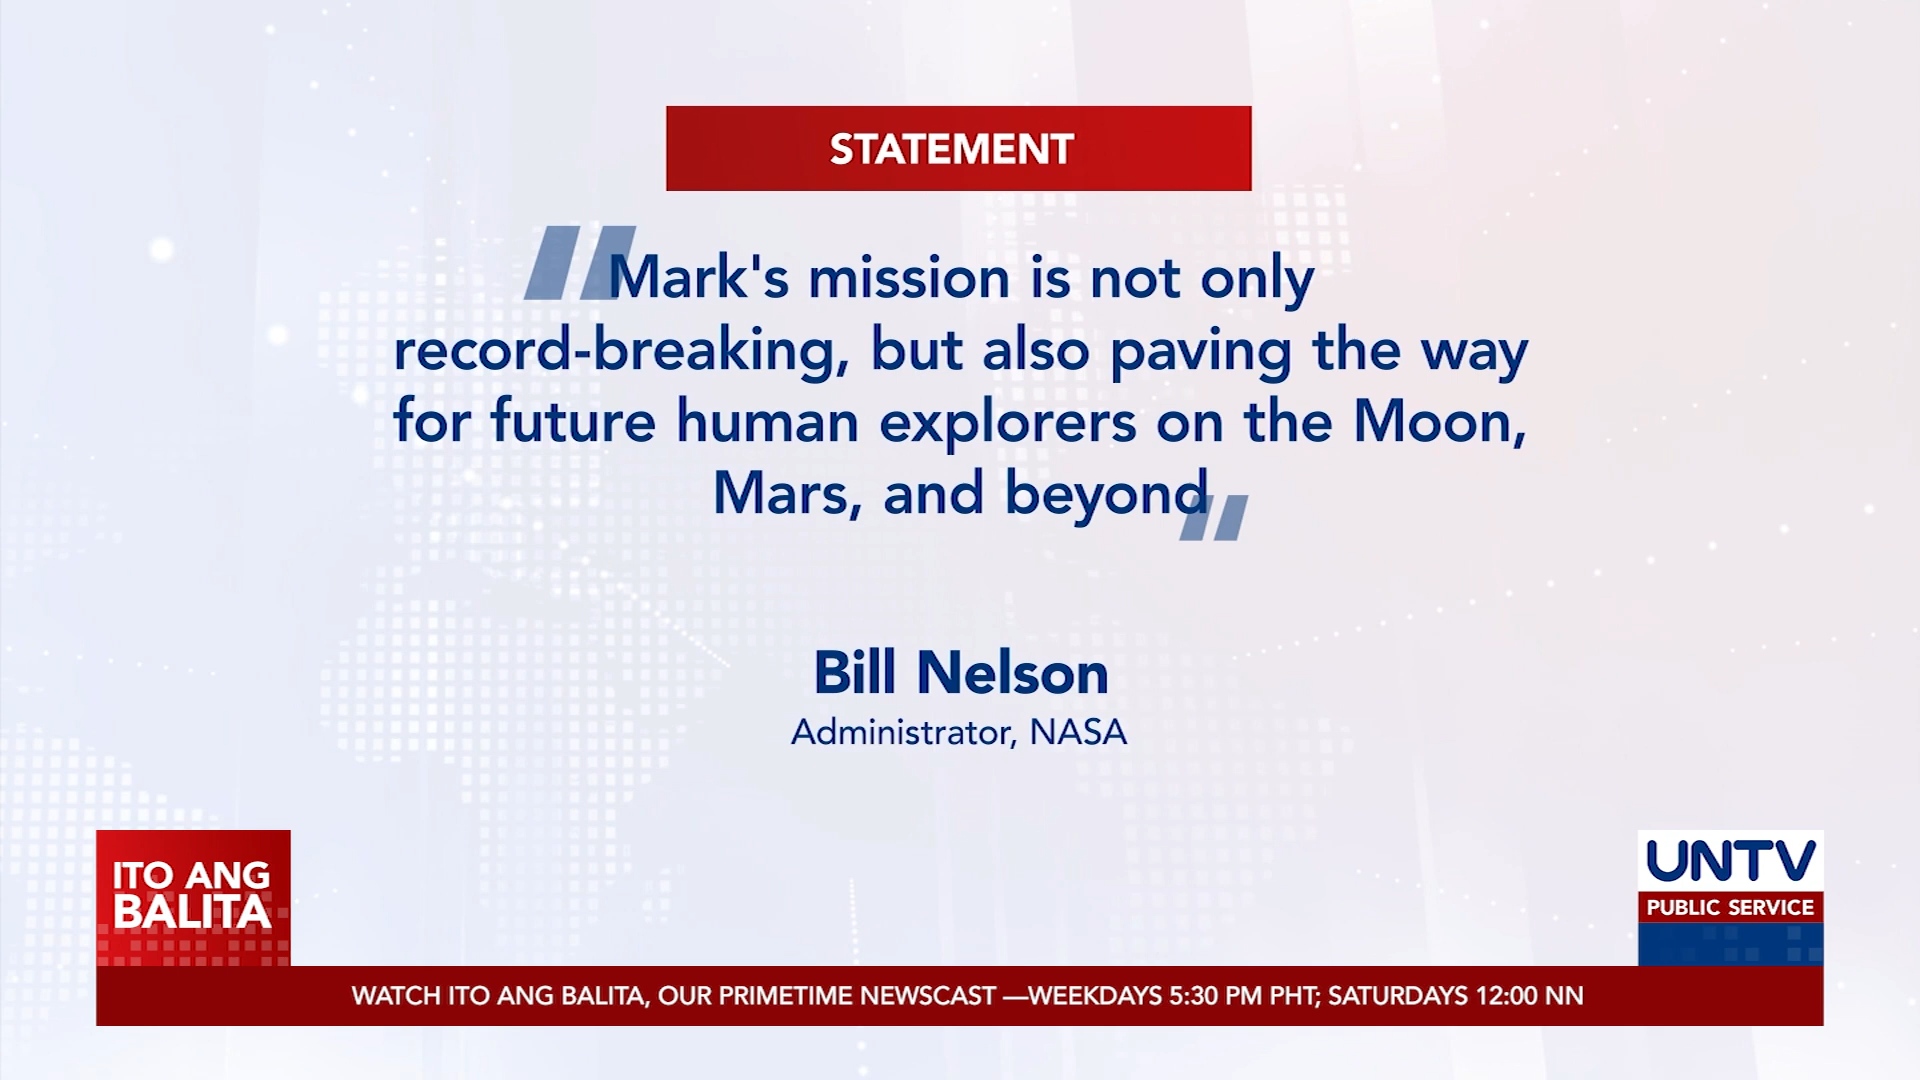 STATEMENT
Mark's mission is not only
record-breaking, but also paving the way
for future human explorers on the Moon,
Mars, and beyond
Bill Nelson
Administrator, NASA
ITO ANG
BALITA
UNTV
PUBLIC SERVICE
WATCH ITO ANG BALITA, OUR PRIMETIME NEWSCAST —WEEKDAYS 5:30 PM PHT; SATURDAYS 12:00 NN